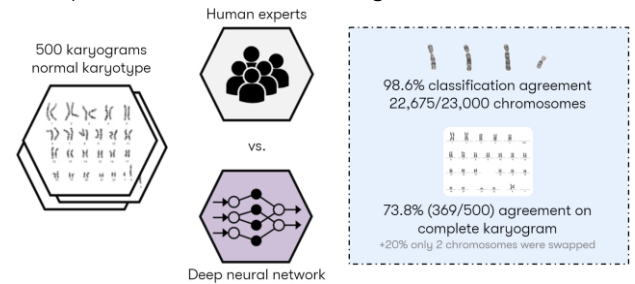 500 karyograms
normal karyotype
Human experts
vs.
Deep neural network
98.6% classification agreement
22,675/23,000 chromosomes
73.8% (369/500) agreement on
complete karyogram
+20% only 2 chromosomes were swapped